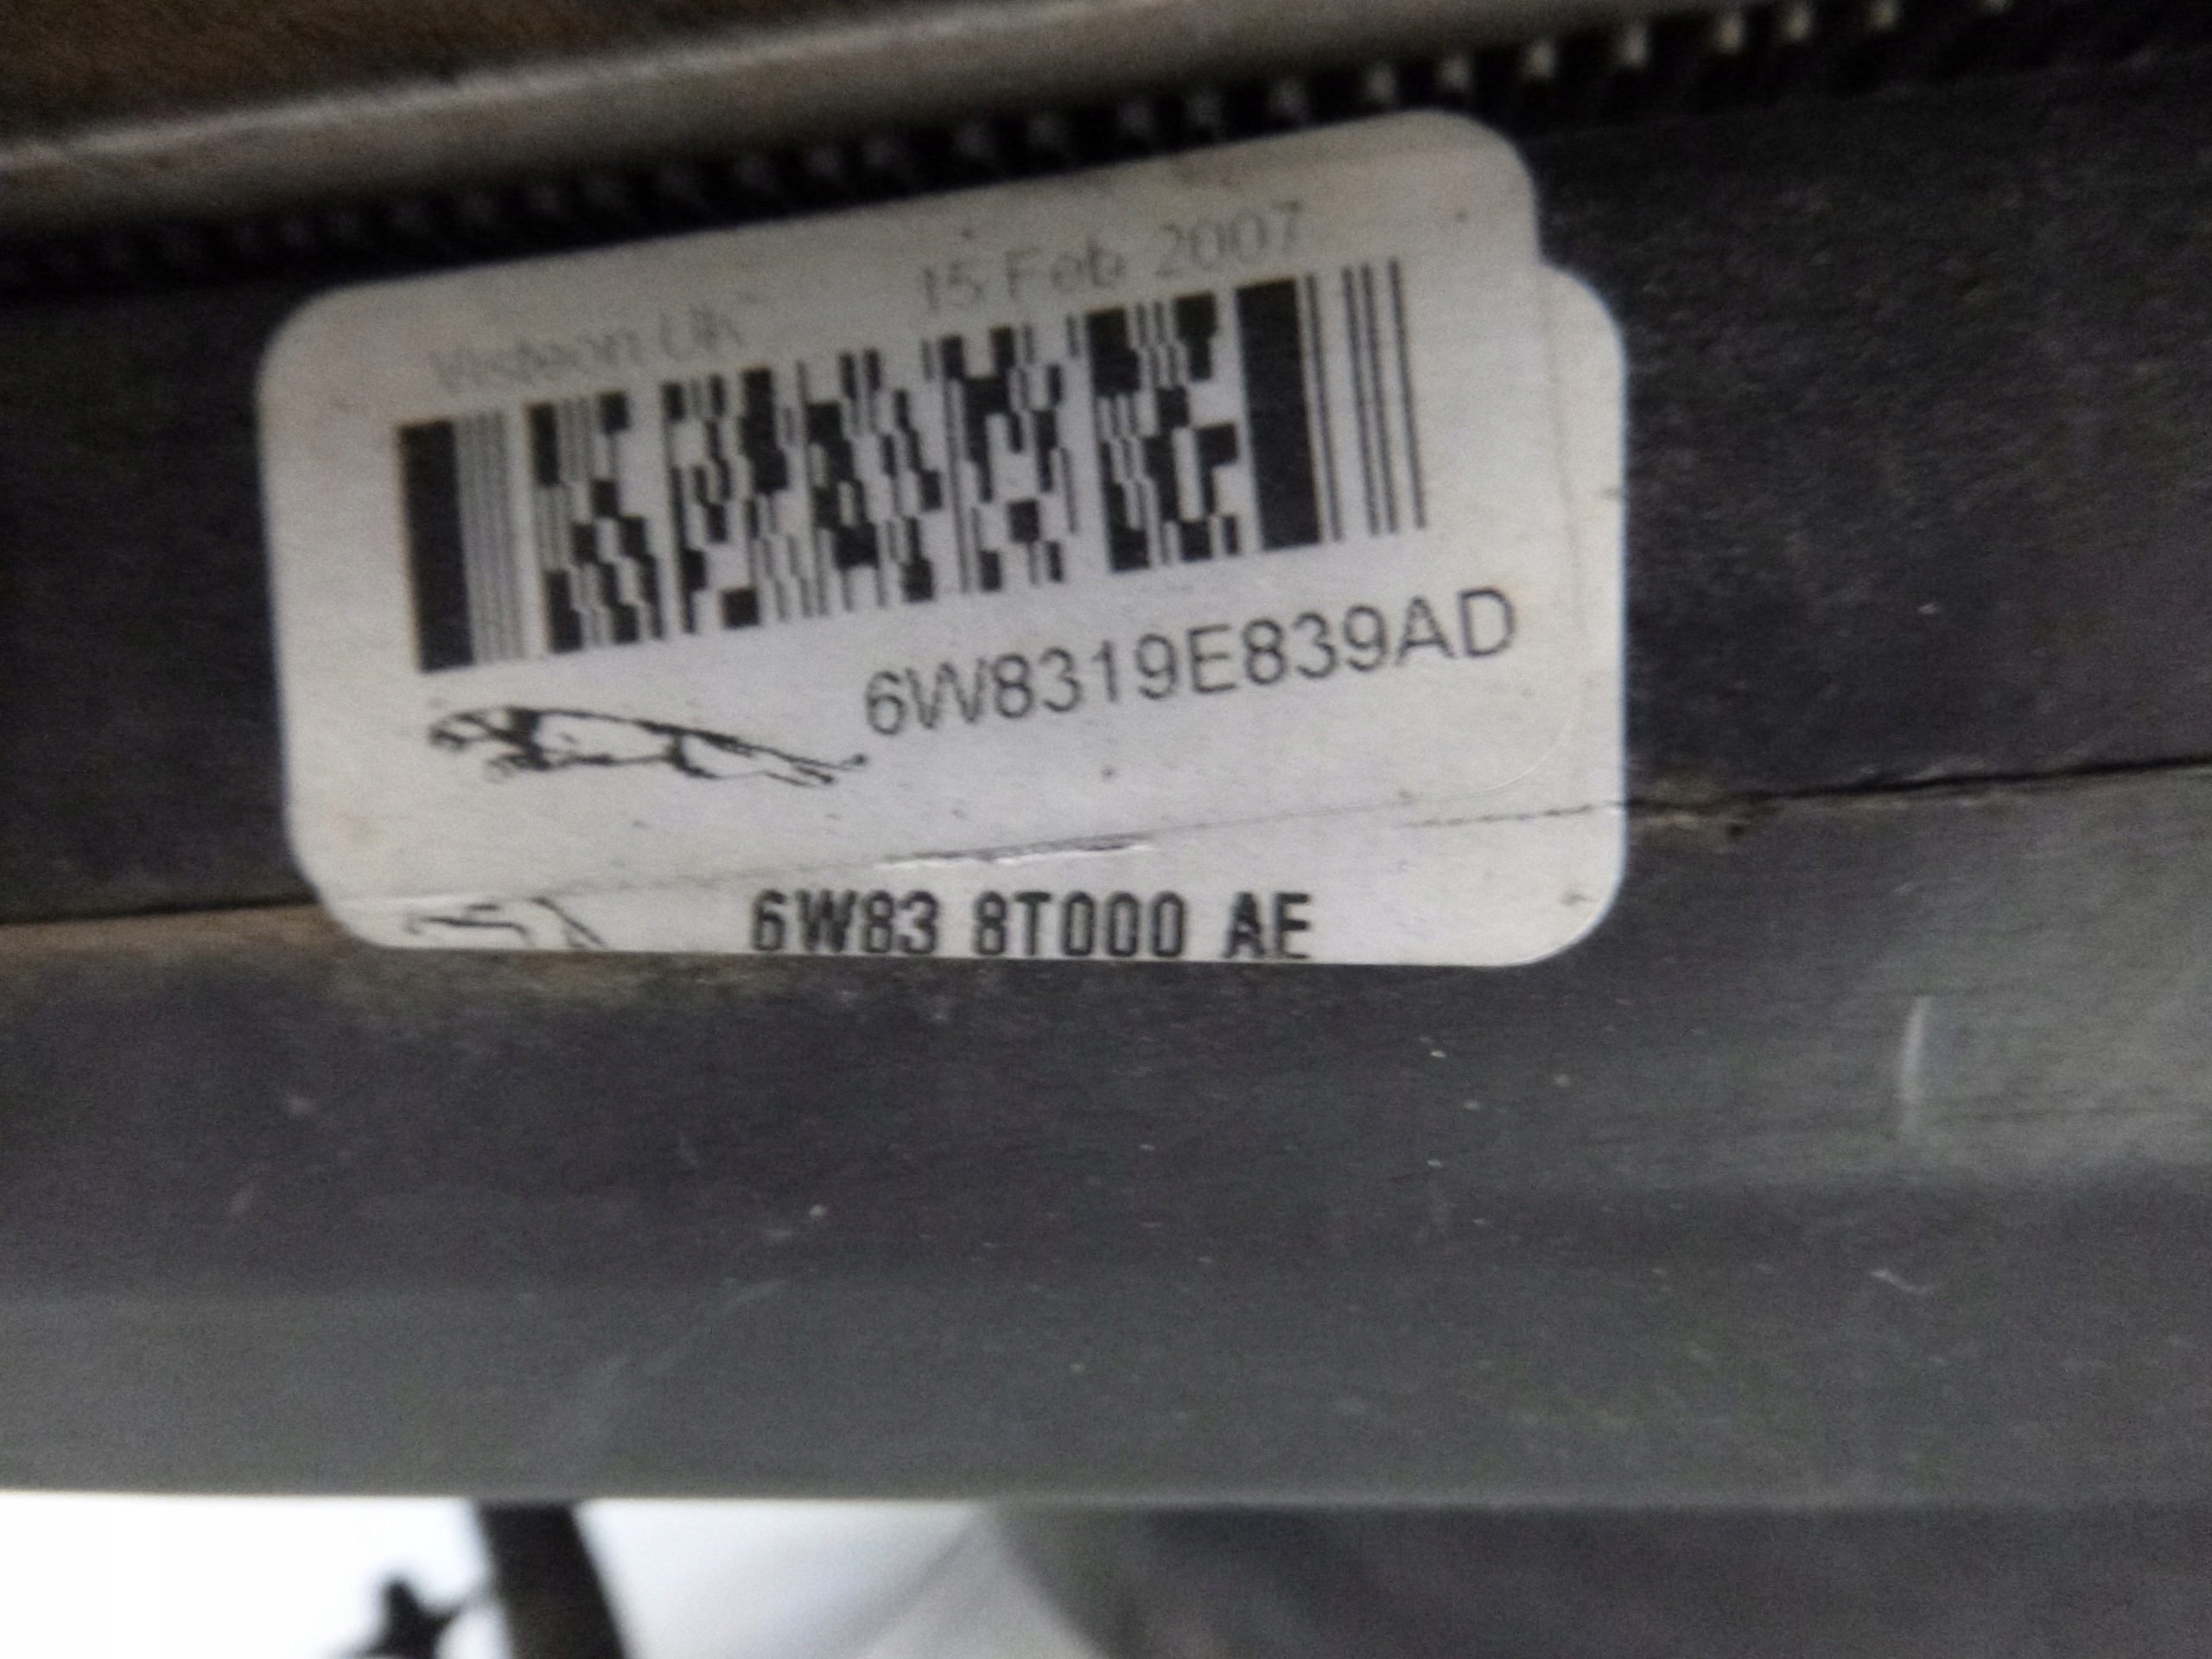 Visteon UK 15 Feb 2007
6W8319E839AD
6W83 8T000 AE